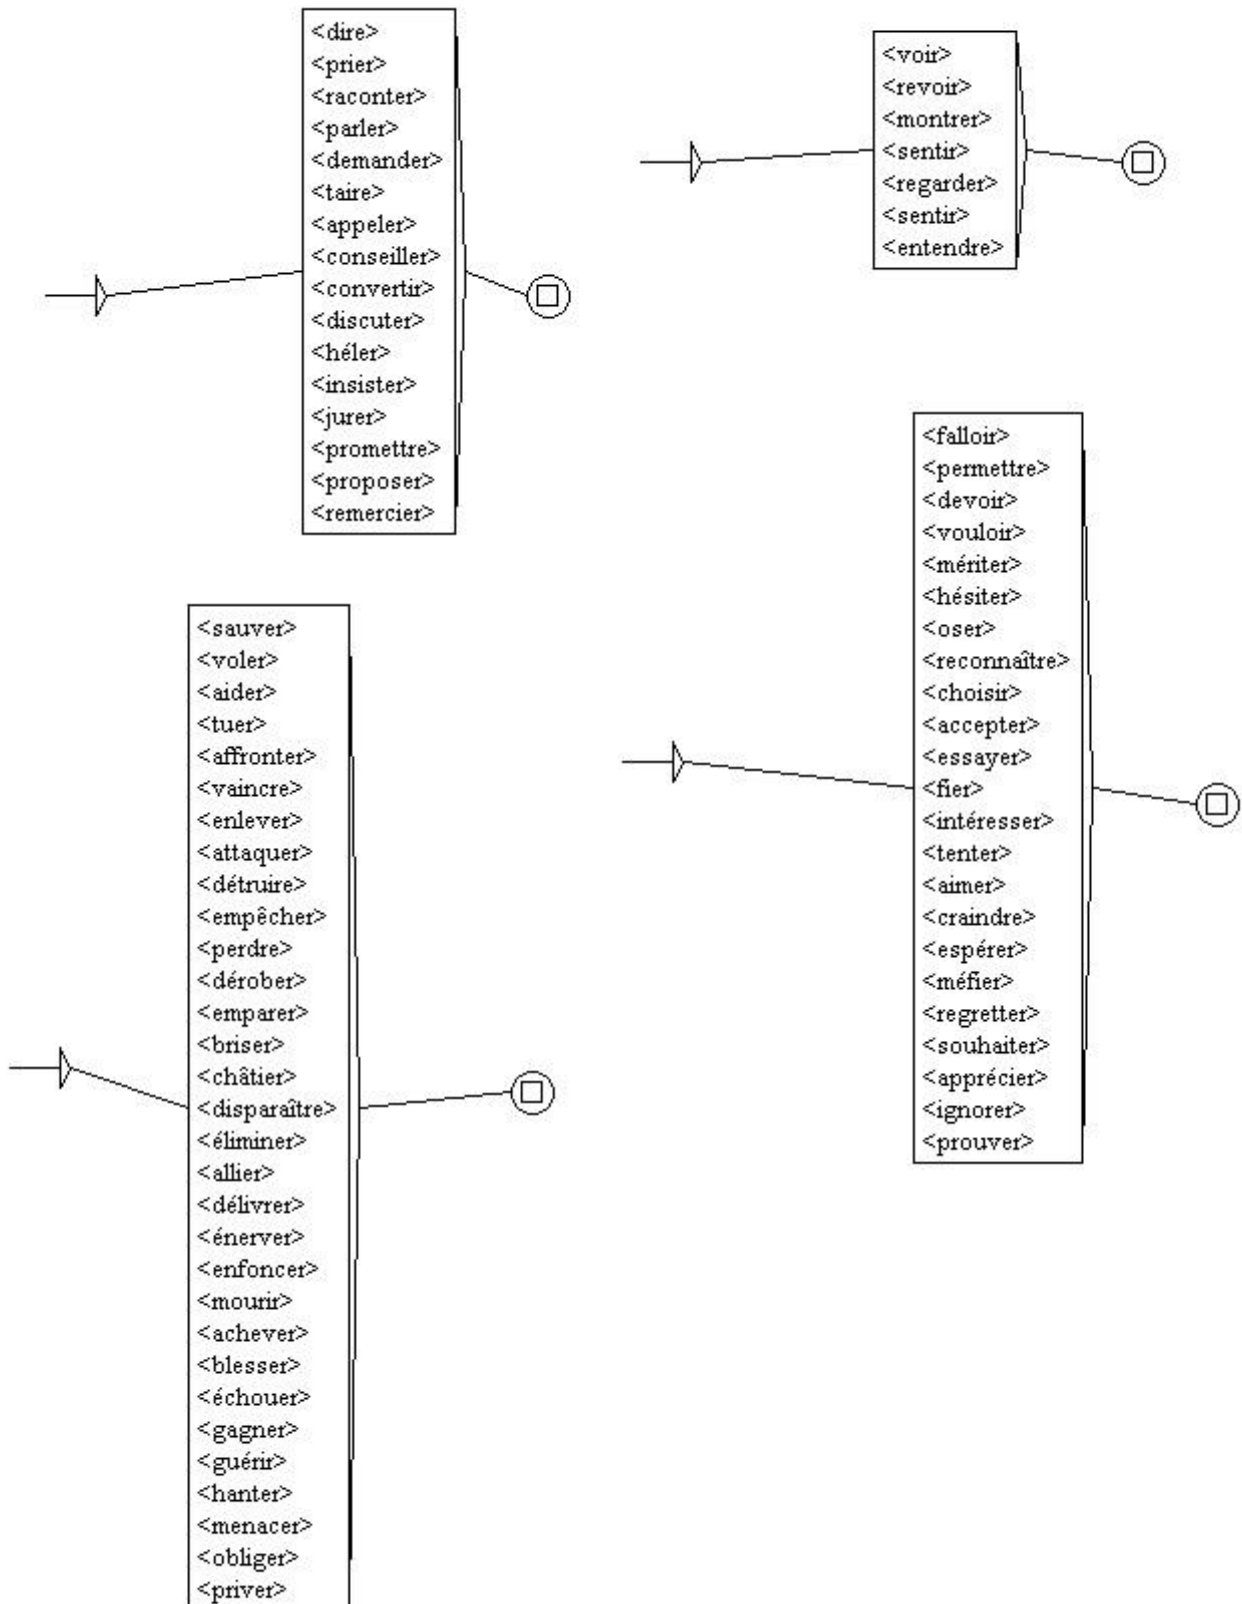 <dire>
<prier>
<raconter>
<parler>
<demander>
<taire>
<appeler>
<conseiller>
<convertir>
<discuter>
<héler>
<insister>
<jurer>
<promettre>
<proposer>
<remercier>
<voir>
<revoir>
<montrer>
<sentir>
<regarder>
<sentir>
<entendre>
<falloir>
<permettre>
<devoir>
<vouloir>
<mériter>
<hésiter>
<oser>
<reconnaître>
<choisir>
<accepter>
<essayer>
<fier>
<intéresser>
<tenter>
<aimer>
<craindre>
<espérer>
<méfier>
<regretter>
<souhaiter>
<apprécier>
<ignorer>
<prouver>
<sauver>
<voler>
<aider>
<tuer>
<affronter>
<vaincre>
<enlever>
<attaquer>
<détruire>
<empêcher>
<perdre>
<dérober>
<emparer>
<briser>
<châtier>
<disparaître>
<éliminer>
<allier>
<délivrer>
<énerver>
<enfoncer>
<mourir>
<achever>
<blesser>
<échouer>
<gagner>
<guérir>
<hanter>
<menacer>
<obliger>
<priver>